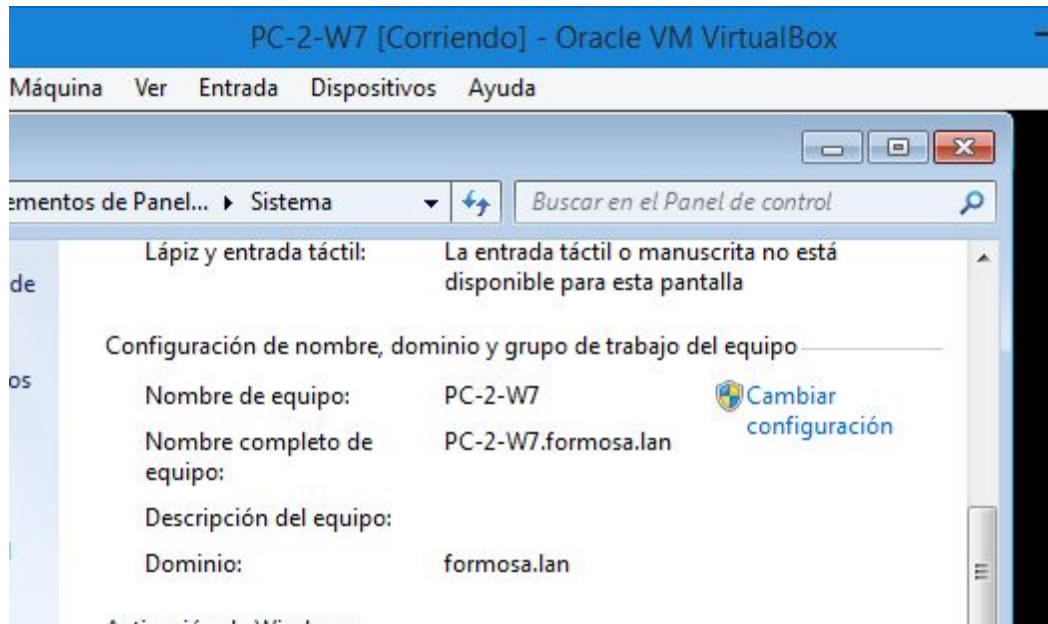 PC-2-W7 [Corriendo] - Oracle VM VirtualBox
Máquina Ver Entrada Dispositivos Ayuda
ementos de Panel... Sistema Buscar en el Panel de control
Lápiz y entrada táctil: La entrada táctil o manuscrita no está
disponible para esta pantalla
de
Configuración de nombre, dominio y grupo de trabajo del equipo
os
Nombre de equipo: PC-2-W7 Cambiar
configuración
Nombre completo de PC-2-W7.formosa.lan
equipo:
Descripción del equipo:
Dominio: formosa.lan